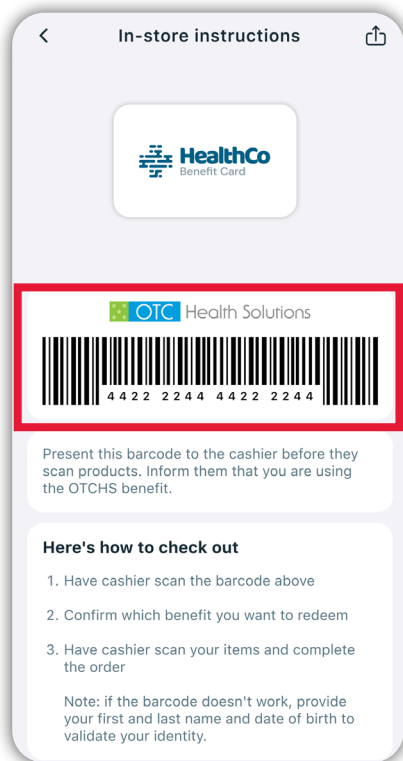 In-store instructions
HealthCo
Benefit Card
OTC Health Solutions
4422 2244 4422 2244
Present this barcode to the cashier before they
scan products. Inform them that you are using
the OTCHS benefit.
Here's how to check out
1. Have cashier scan the barcode above
2. Confirm which benefit you want to redeem
3. Have cashier scan your items and complete
the order
Note: if the barcode doesn't work, provide
your first and last name and date of birth to
validate your identity.